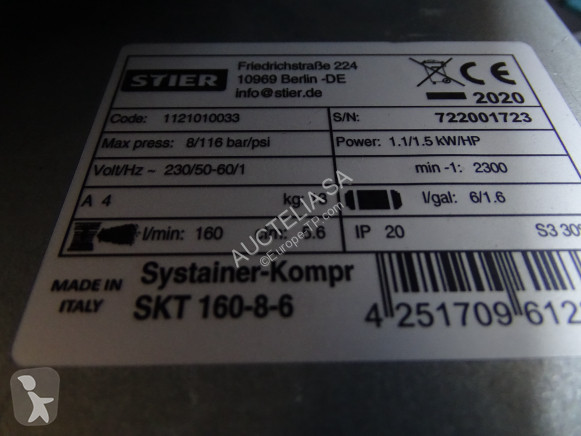 STIER
Friedrichstraße 224
10969 Berlin -DE
info@stier.de
CE
2020
Code: 1121010033
S/N: 722001723
Max press: 8/116 bar/psi
Power: 1.1/1.5 kW/HP
Volt/Hz ~ 230/50-60/1
min -1: 2300
A 4
kg:
l/gal: 6/1.6
l/min: 160
IP 20
S3
MADE IN
ITALY
Systainer-Kompr
SKT 160-8-6
4 251709 612
AUCTELIA SA
©Europe-TP.com